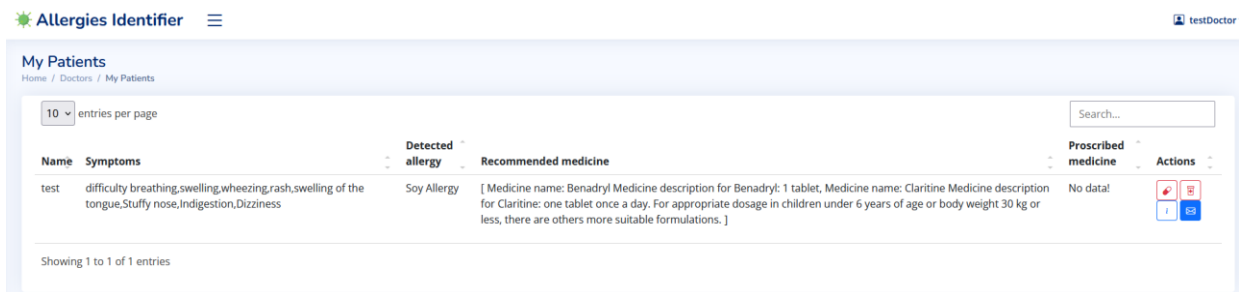 Allergies Identifier
testDoctor
My Patients
Home / Doctors / My Patients
10 entries per page
Search...
Name
Symptoms
Detected
allergy
Recommended medicine
Proscribed
medicine
Actions
test
difficulty breathing,swelling,wheezing,rash,swelling of the
tongue,Stuffy nose,Indigestion,Dizziness
Soy Allergy
[ Medicine name: Benadryl Medicine description for Benadryl: 1 tablet, Medicine name: Claritine Medicine description
for Claritine: one tablet once a day. For appropriate dosage in children under 6 years of age or body weight 30 kg or
less, there are others more suitable formulations. ]
No data!
i
Showing 1 to 1 of 1 entries